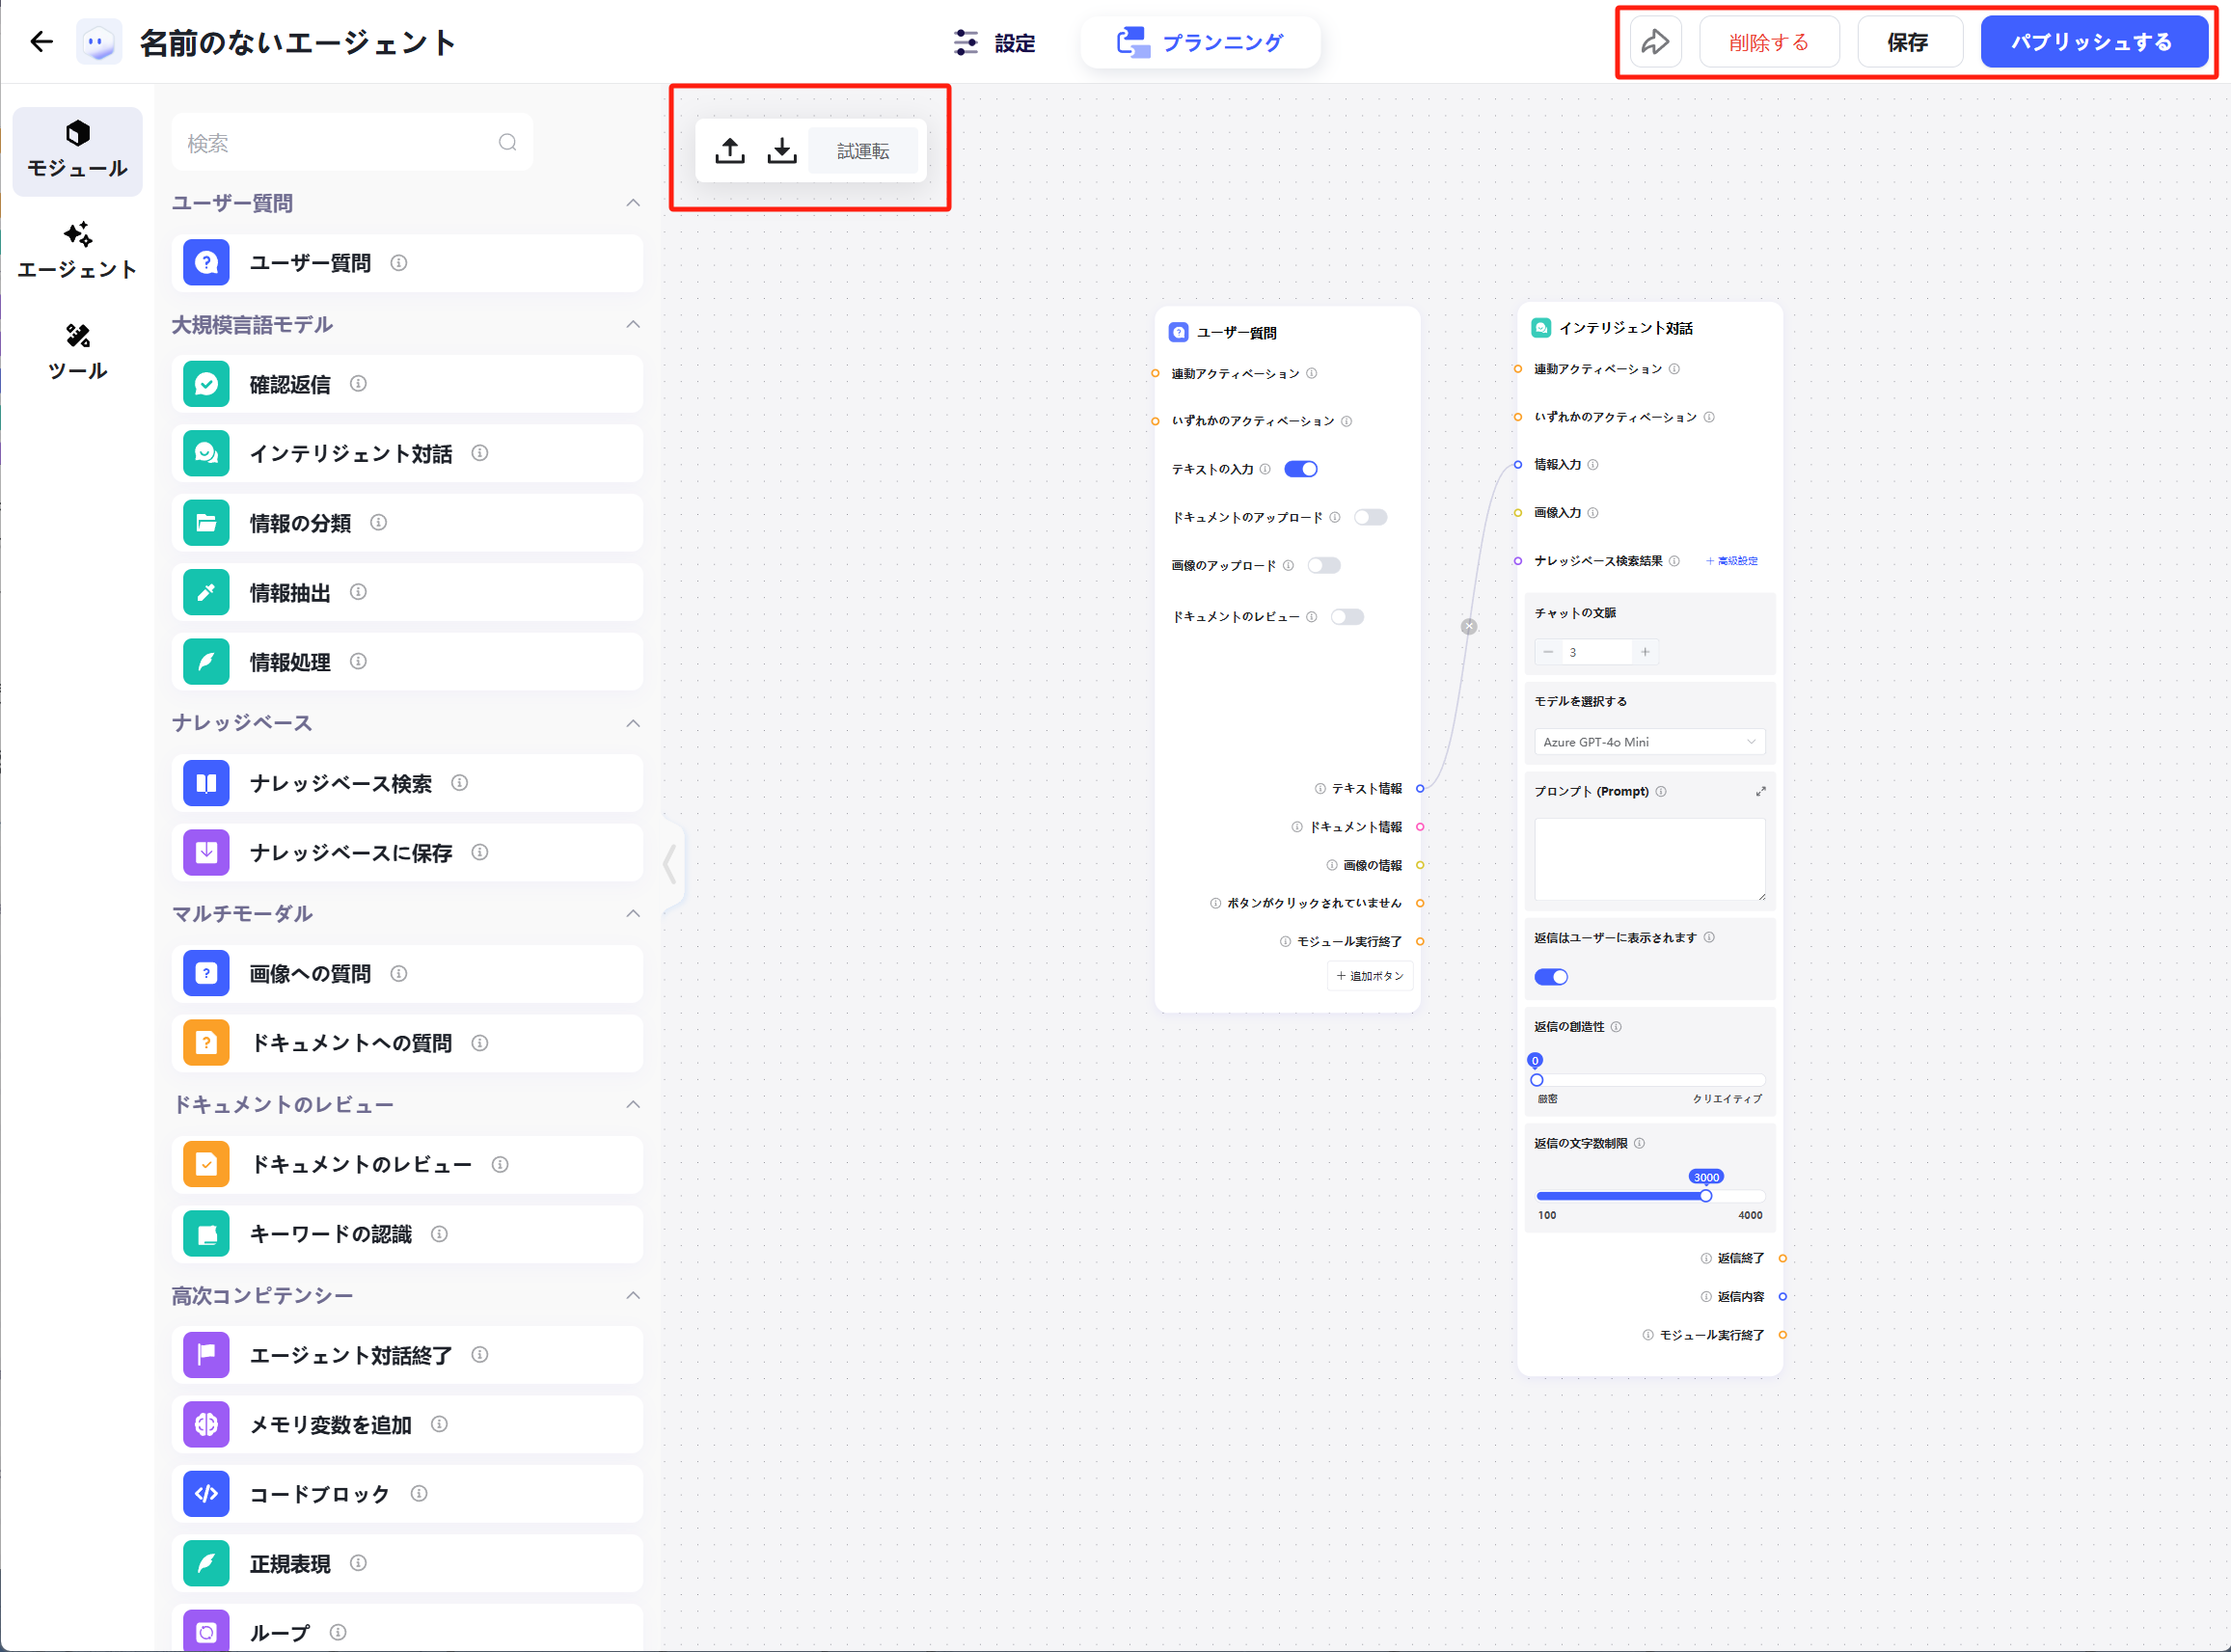 名前のないエージェント
設定
プランニング
削除する
保存
パブリッシュする
モジュール
エージェント
ツール
検索
ユーザー質問
ユーザー質問
大規模言語モデル
確認返信
インテリジェント対話
情報の分類
情報抽出
情報処理
ナレッジベース
ナレッジベース検索
ナレッジベースに保存
マルチモーダル
画像への質問
ドキュメントへの質問
ドキュメントのレビュー
ドキュメントのレビュー
キーワードの認識
高次コンピテンシー
エージェント対話終了
メモリ変数を追加
コードブロック
正規表現
ループ
試運転
ユーザー質問
連動アクティベーション
いずれかのアクティベーション
テキストの入力
ドキュメントのアップロード
画像のアップロード
ドキュメントのレビュー
テキスト情報
ドキュメント情報
画像の情報
ボタンがクリックされていません
モジュール実行終了
+ 追加ボタン
インテリジェント対話
連動アクティベーション
いずれかのアクティベーション
情報入力
画像入力
ナレッジベース検索結果 + 高級設定
チャットの文脈
− 3 +
モデルを選択する
Azure GPT-4o Mini
プロンプト (Prompt)
返信はユーザーに表示されます
返信の創造性
0
厳密 クリエイティブ
返信の文字数制限
3000
100 4000
返信終了
返信内容
モジュール実行終了